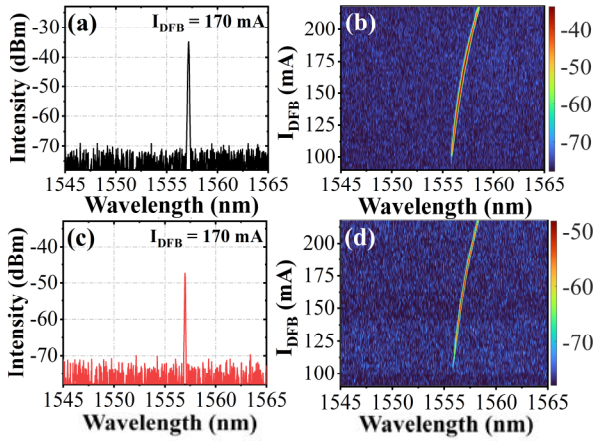 (a) I_DFB = 170 mA
Intensity (dBm)
-30
-40
-50
-60
-70
1545 1550 1555 1560 1565
Wavelength (nm)
(b)
I_DFB (mA)
200
175
150
125
100
1545 1550 1555 1560 1565
Wavelength (nm)
-40
-50
-60
-70
(c) I_DFB = 170 mA
Intensity (dBm)
-40
-50
-60
-70
1545 1550 1555 1560 1565
Wavelength (nm)
(d)
I_DFB (mA)
200
175
150
125
100
1545 1550 1555 1560 1565
Wavelength (nm)
-50
-60
-70